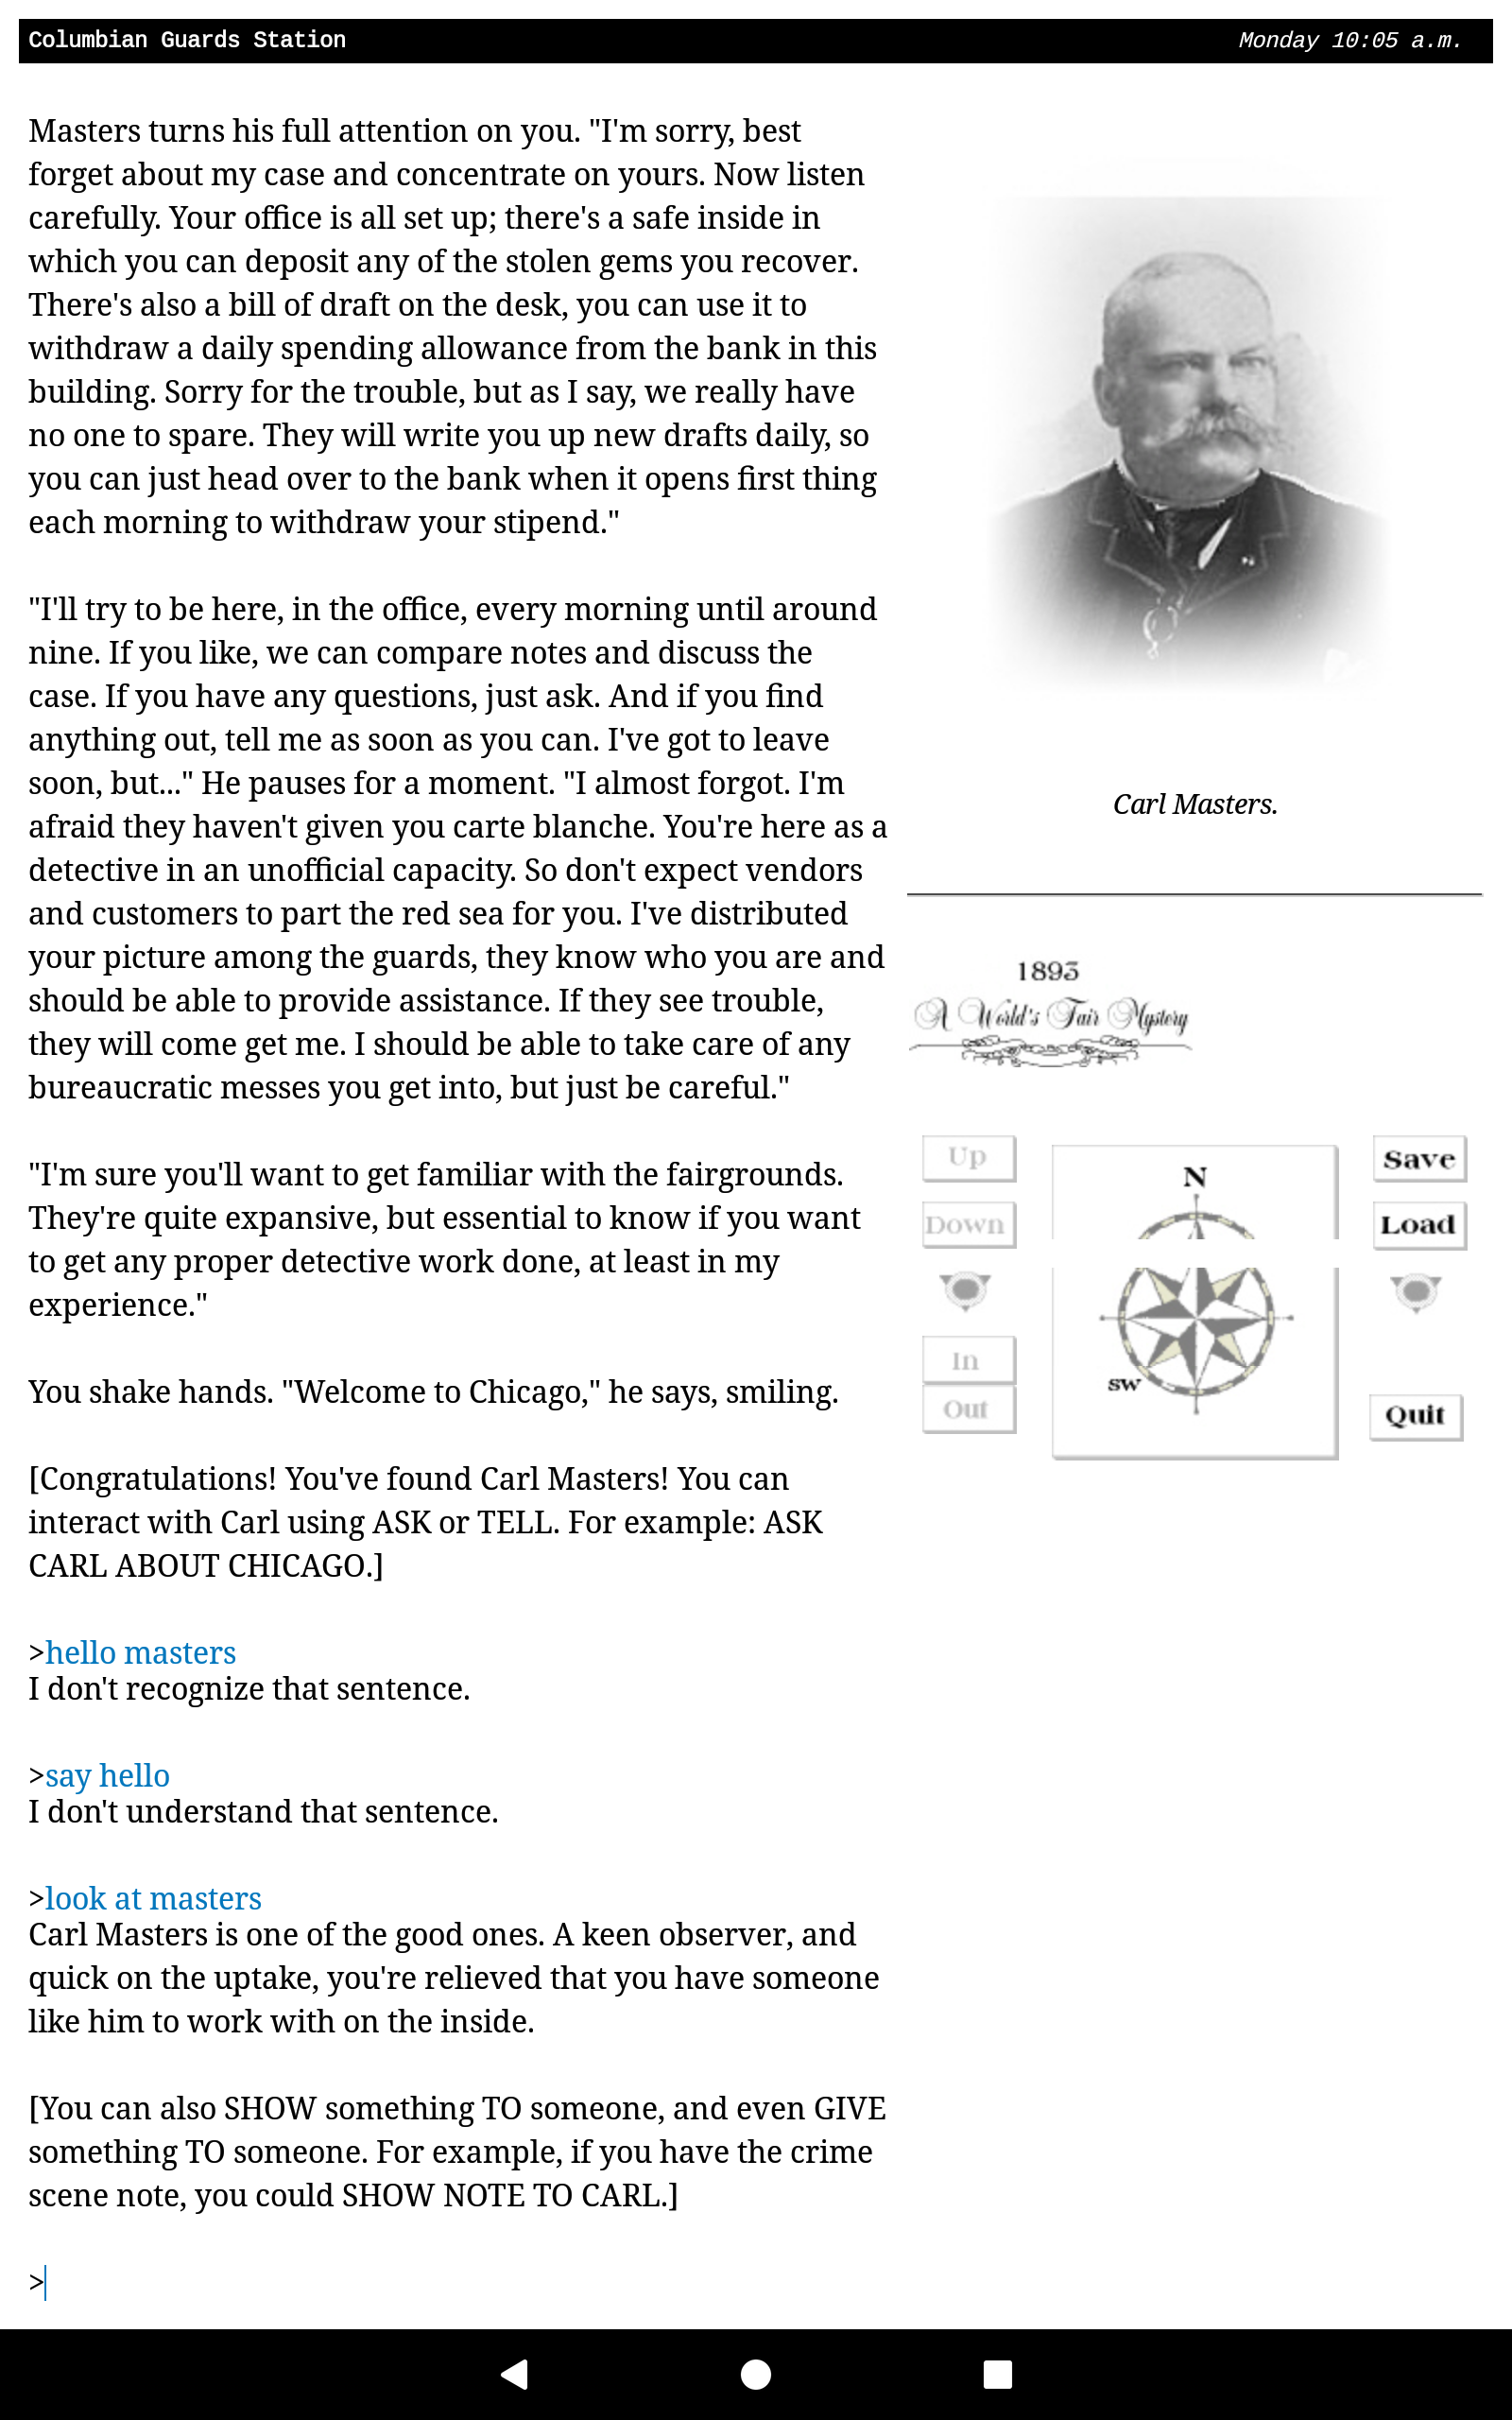 Columbian Guards Station
Monday 10:05 a.m.
Masters turns his full attention on you. "I'm sorry, best
forget about my case and concentrate on yours. Now listen
carefully. Your office is all set up; there's a safe inside in
which you can deposit any of the stolen gems you recover.
There's also a bill of draft on the desk, you can use it to
withdraw a daily spending allowance from the bank in this
building. Sorry for the trouble, but as I say, we really have
no one to spare. They will write you up new drafts daily, so
you can just head over to the bank when it opens first thing
each morning to withdraw your stipend."
"I'll try to be here, in the office, every morning until around
nine. If you like, we can compare notes and discuss the
case. If you have any questions, just ask. And if you find
anything out, tell me as soon as you can. I've got to leave
soon, but..." He pauses for a moment. "I almost forgot. I'm
afraid they haven't given you carte blanche. You're here as a
detective in an unofficial capacity. So don't expect vendors
and customers to part the red sea for you. I've distributed
your picture among the guards, they know who you are and
should be able to provide assistance. If they see trouble,
they will come get me. I should be able to take care of any
bureaucratic messes you get into, but just be careful."
"I'm sure you'll want to get familiar with the fairgrounds.
They're quite expansive, but essential to know if you want
to get any proper detective work done, at least in my
experience."
You shake hands. "Welcome to Chicago," he says, smiling.
[Congratulations! You've found Carl Masters! You can
interact with Carl using ASK or TELL. For example: ASK
CARL ABOUT CHICAGO.]
>hello masters
I don't recognize that sentence.
>say hello
I don't understand that sentence.
>look at masters
Carl Masters is one of the good ones. A keen observer, and
quick on the uptake, you're relieved that you have someone
like him to work with on the inside.
[You can also SHOW something TO someone, and even GIVE
something TO someone. For example, if you have the crime
scene note, you could SHOW NOTE TO CARL.]
>
Carl Masters.
1893
A World's Fair Mystery
Up
Down
In
Out
N
SW
Save
Load
Quit